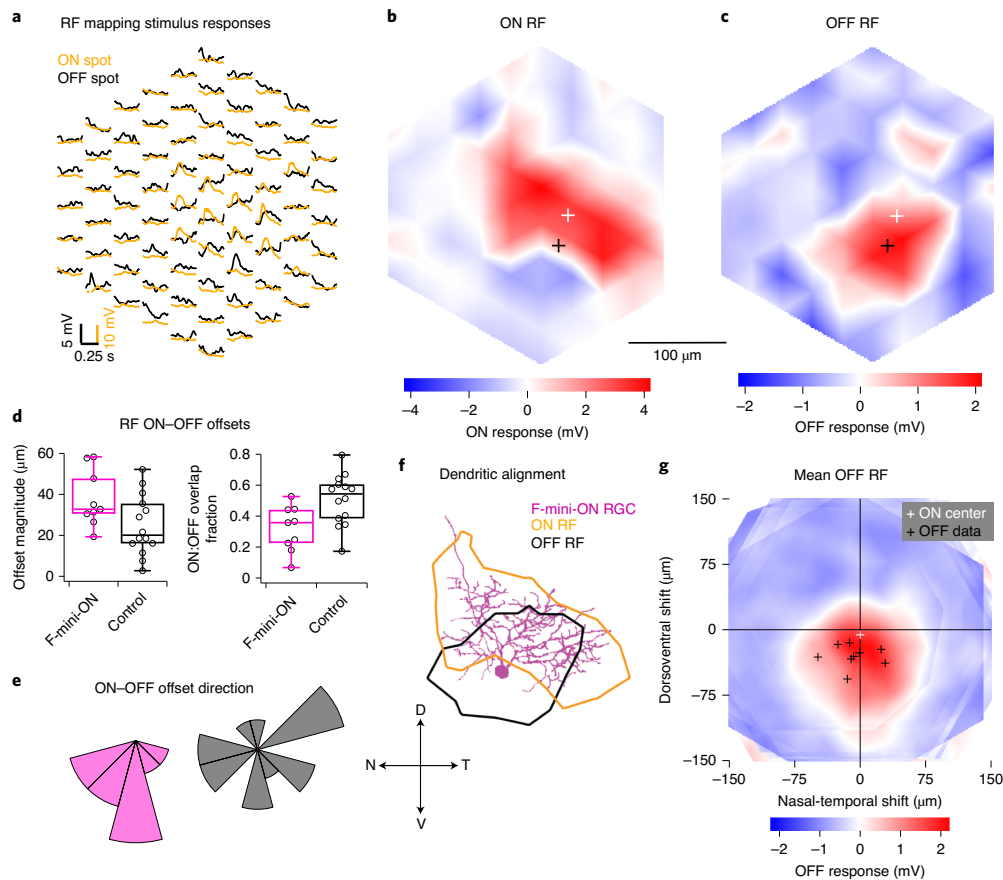 a
RF mapping stimulus responses
ON spot
OFF spot
5 mV
10 mV
0.25 s
b
ON RF
100 μm
−4 −2 0 2 4
ON response (mV)
c
OFF RF
−2 −1 0 1 2
OFF response (mV)
d
RF ON–OFF offsets
Offset magnitude (μm)
60
40
20
0
F-mini-ON
Control
ON:OFF overlap
fraction
0.8
0.6
0.4
0.2
0
F-mini-ON
Control
e
ON–OFF offset direction
D
N T
V
f
Dendritic alignment
F-mini-ON RGC
ON RF
OFF RF
g
Mean OFF RF
+ ON center
+ OFF data
Dorsoventral shift (μm)
150
75
0
−75
−150
−150 −75 0 75 150
Nasal-temporal shift (μm)
−2 −1 0 1 2
OFF response (mV)